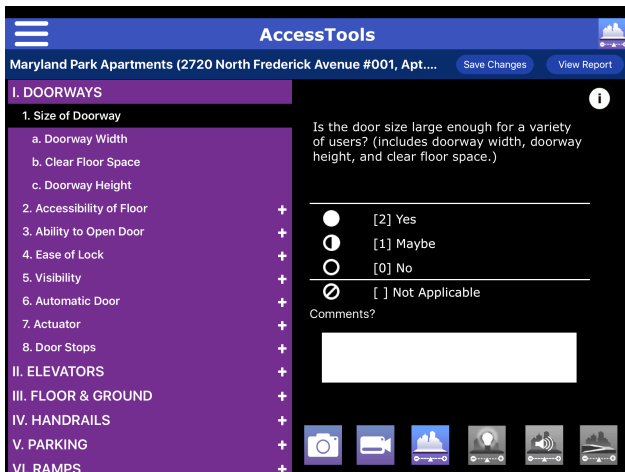 AccessTools
Maryland Park Apartments (2720 North Frederick Avenue #001, Apt....
Save Changes
View Report
I. DOORWAYS
1. Size of Doorway
a. Doorway Width
b. Clear Floor Space
c. Doorway Height
2. Accessibility of Floor +
3. Ability to Open Door +
4. Ease of Lock +
5. Visibility +
6. Automatic Door +
7. Actuator +
8. Door Stops +
II. ELEVATORS +
III. FLOOR & GROUND +
IV. HANDRAILS +
V. PARKING +
VI. RAMPS +
i
Is the door size large enough for a variety
of users? (includes doorway width, doorway
height, and clear floor space.)
[2] Yes
[1] Maybe
[0] No
[ ] Not Applicable
Comments?